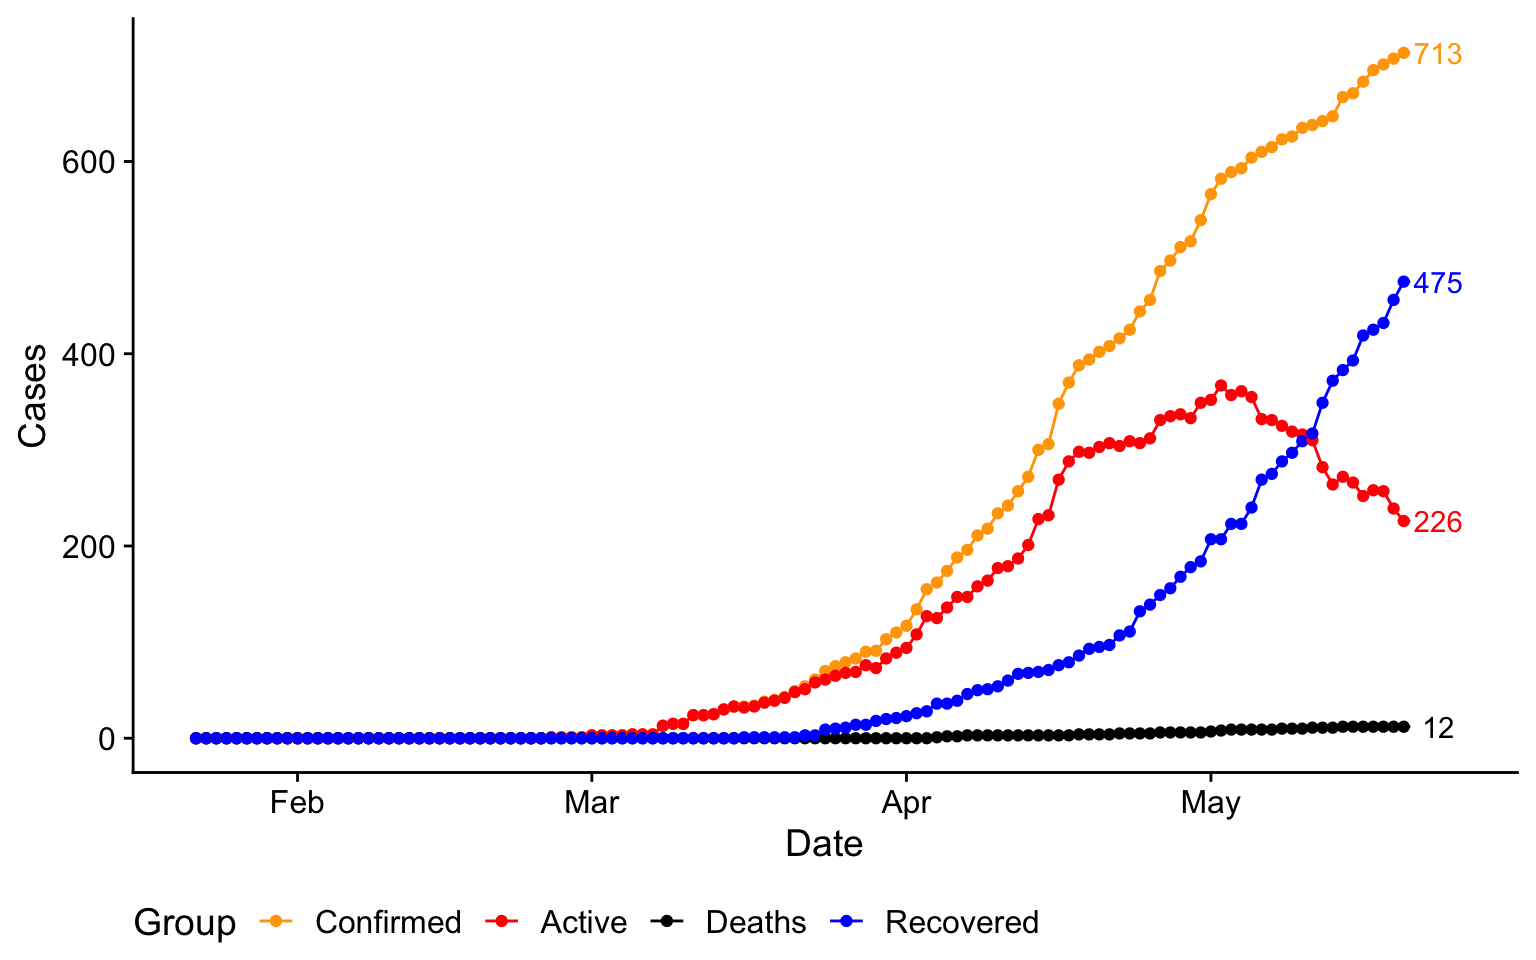 713
600
475
400
Cases
226
200
12
0
Feb Mar Apr May
Date
Group Confirmed Active Deaths Recovered